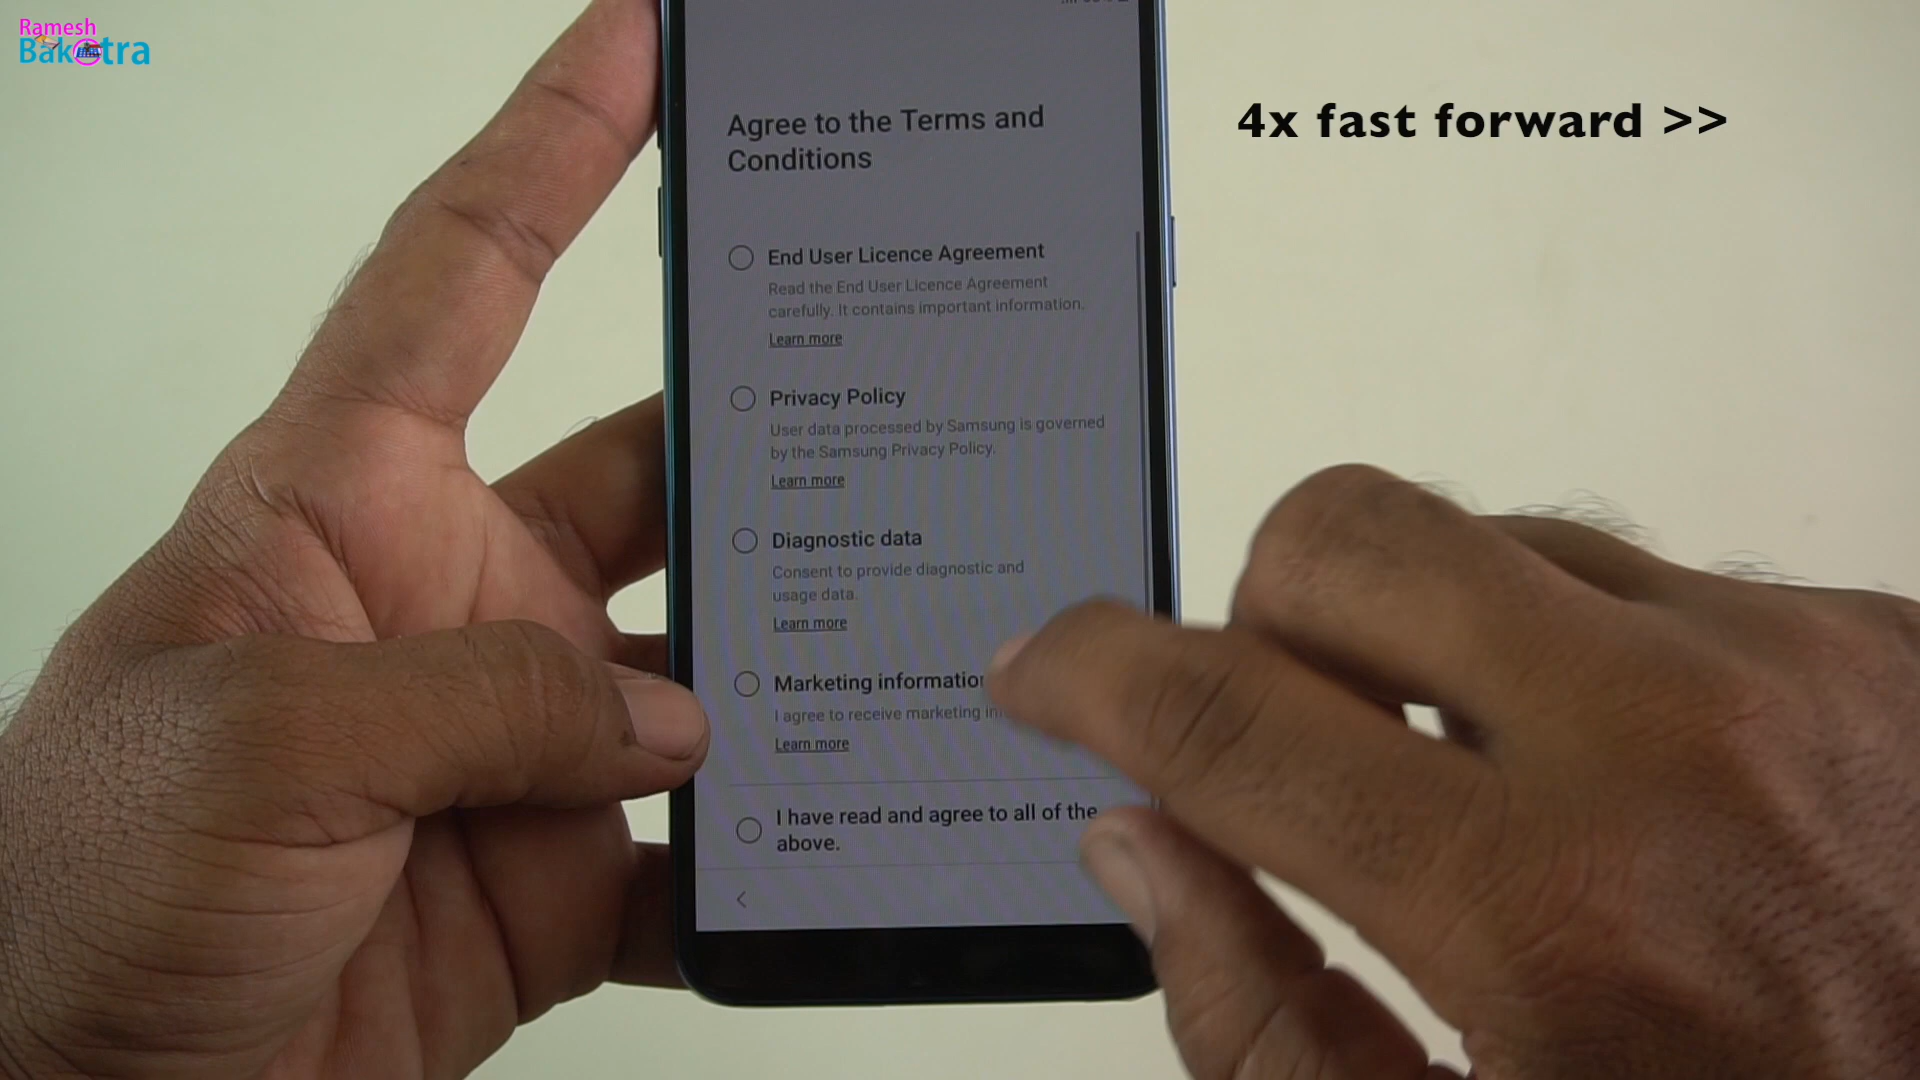 Ramesh
Bakotra
4x fast forward >>
Agree to the Terms and
Conditions
End User Licence Agreement
Read the End User Licence Agreement
carefully. It contains important information.
Learn more
Privacy Policy
User data processed by Samsung is governed
by the Samsung Privacy Policy.
Learn more
Diagnostic data
Consent to provide diagnostic and
usage data.
Learn more
Marketing information
I agree to receive marketing
Learn more
I have read and agree to all of the
above.